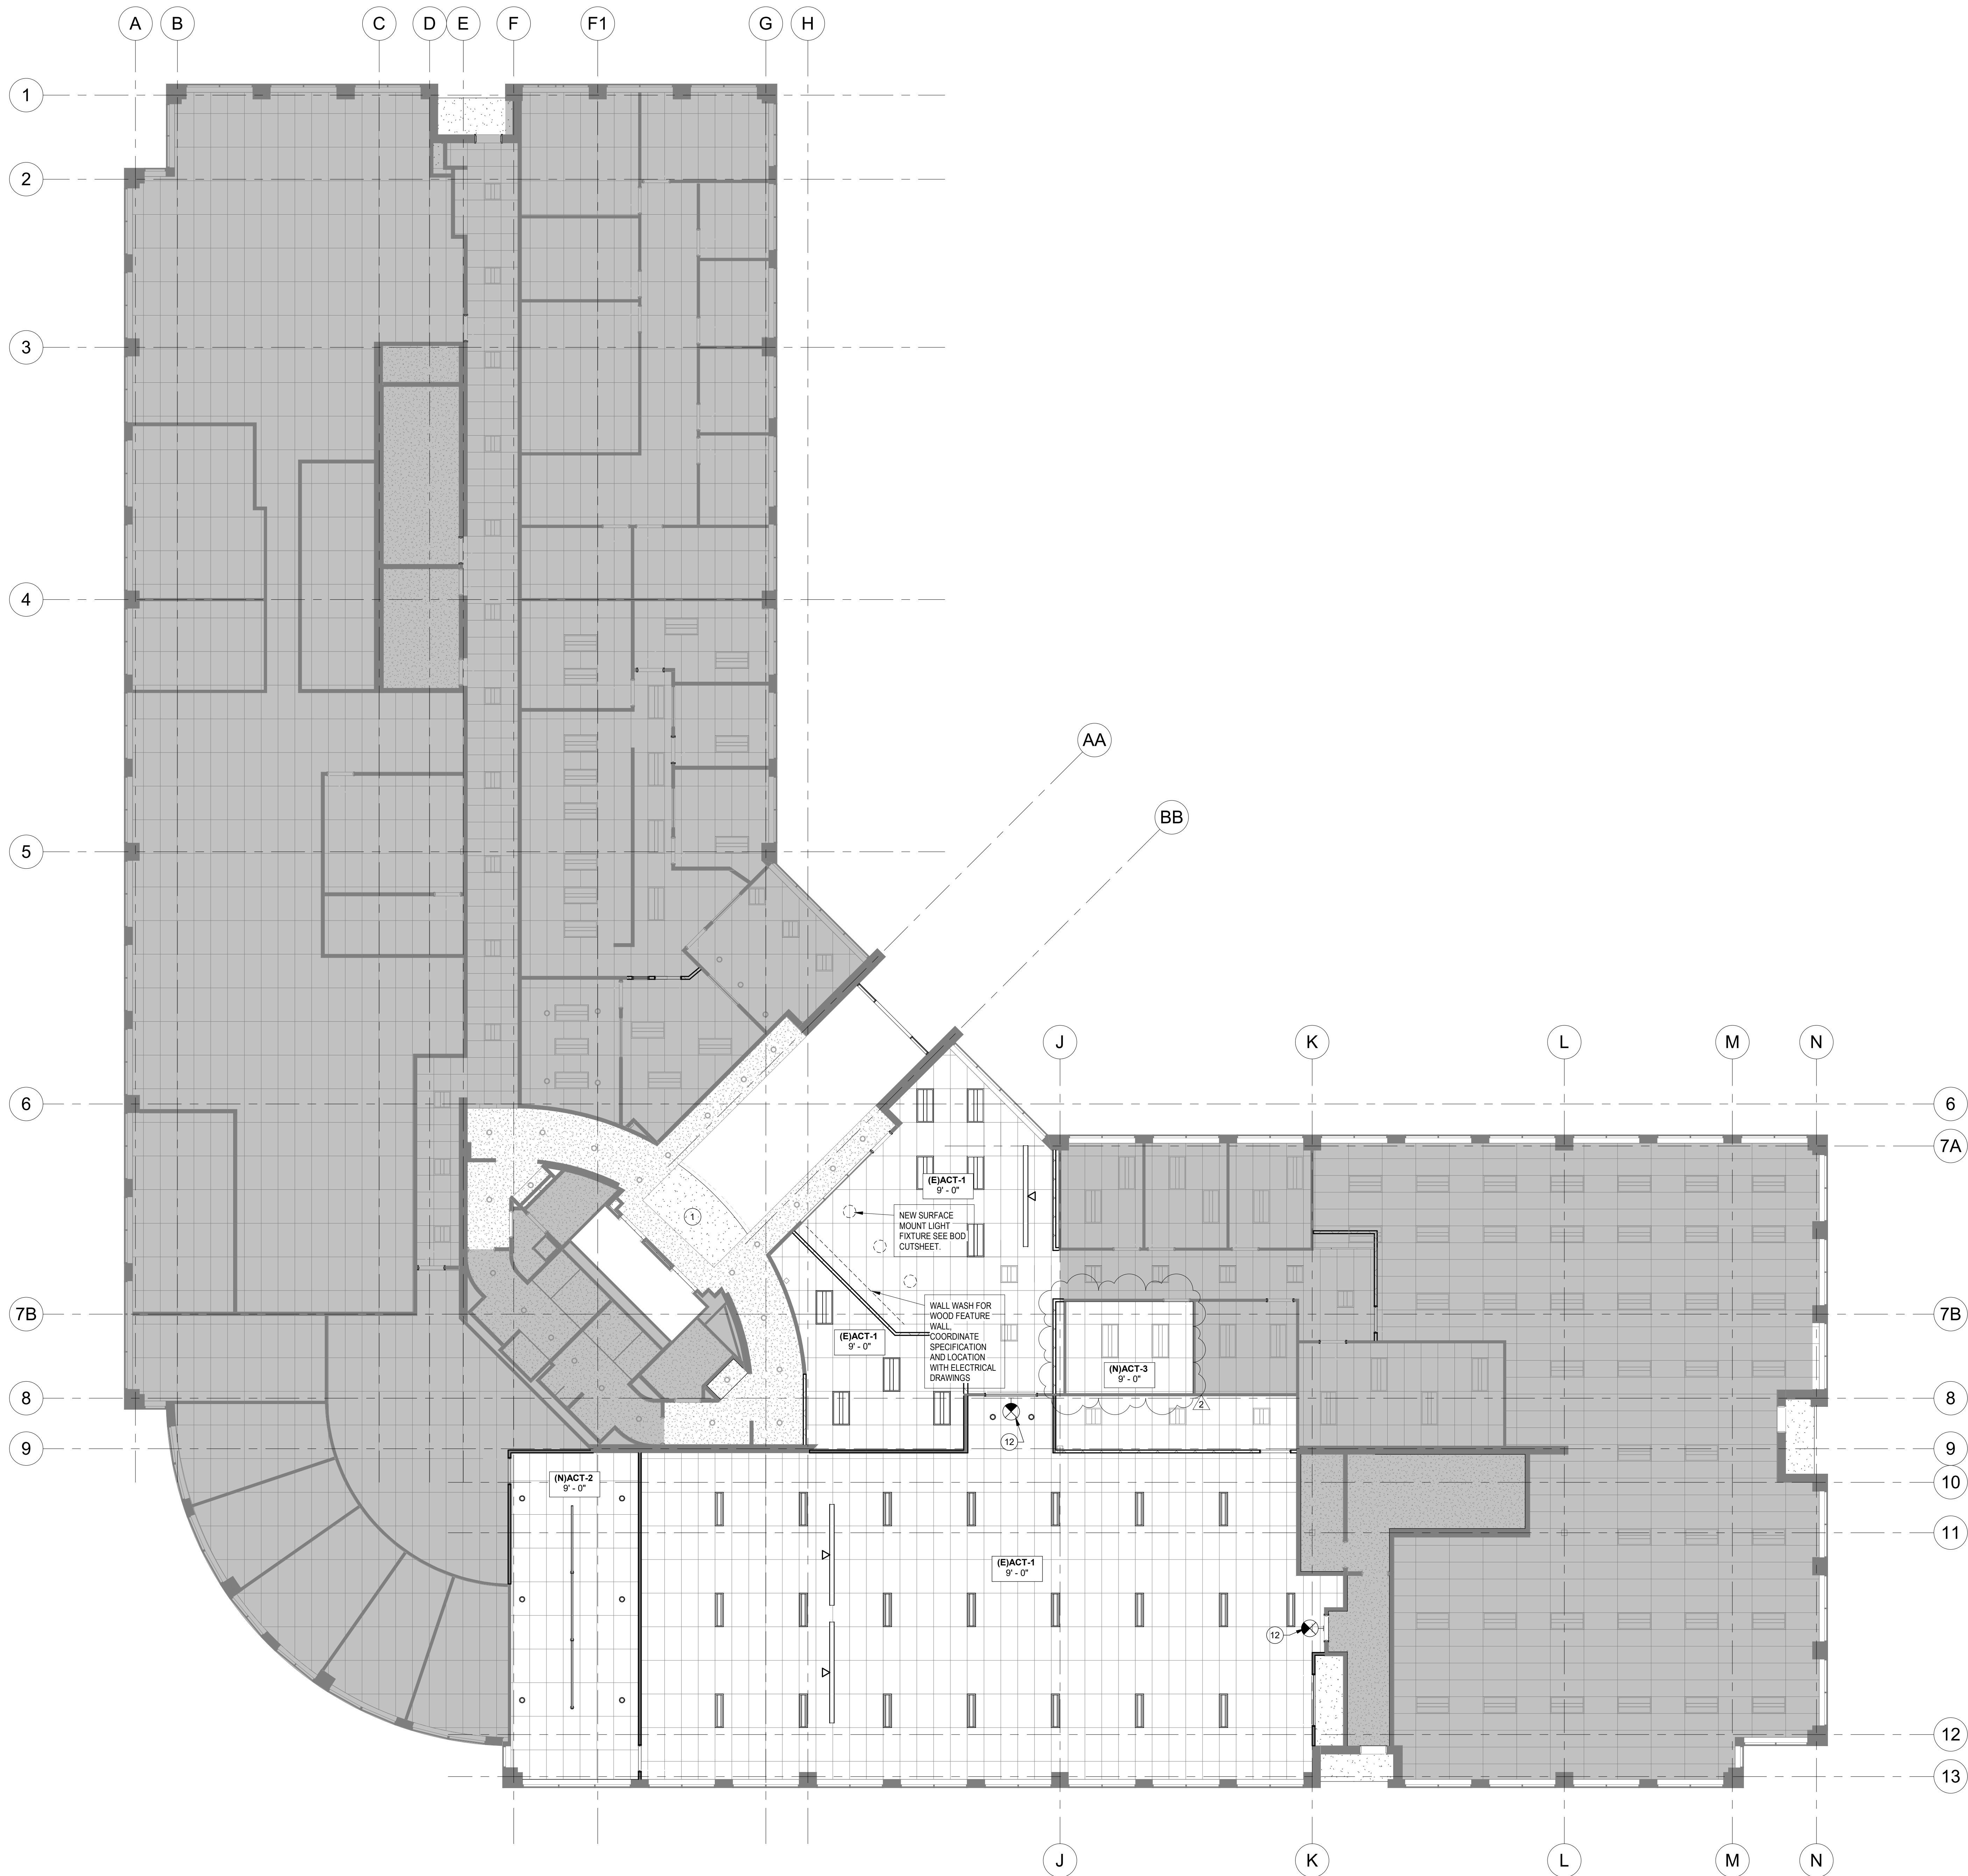 A
B
C
D
E
F
F1
G
H
1
2
3
4
5
AA
BB
J
K
L
M
N
6
6
7A
(E)ACT-1
9' - 0"
1
NEW SURFACE
MOUNT LIGHT
FIXTURE SEE BOD
CUTSHEET.
WALL WASH FOR
WOOD FEATURE
WALL,
COORDINATE
SPECIFICATION
AND LOCATION
WITH ELECTRICAL
DRAWINGS
7B
7B
(E)ACT-1
9' - 0"
(N)ACT-3
9' - 0"
8
2
8
12
9
9
(N)ACT-2
9' - 0"
10
11
(E)ACT-1
9' - 0"
12
12
13
J
K
L
M
N